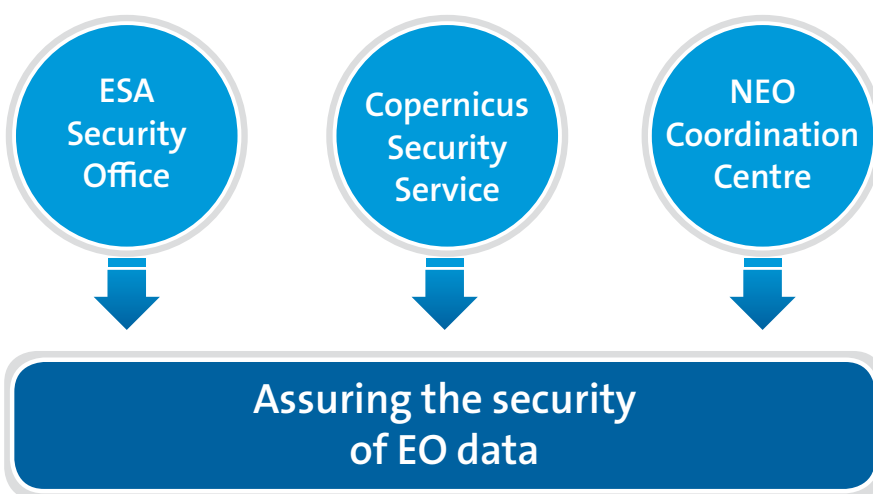 ESA
Security
Office
Copernicus
Security
Service
NEO
Coordination
Centre
Assuring the security
of EO data